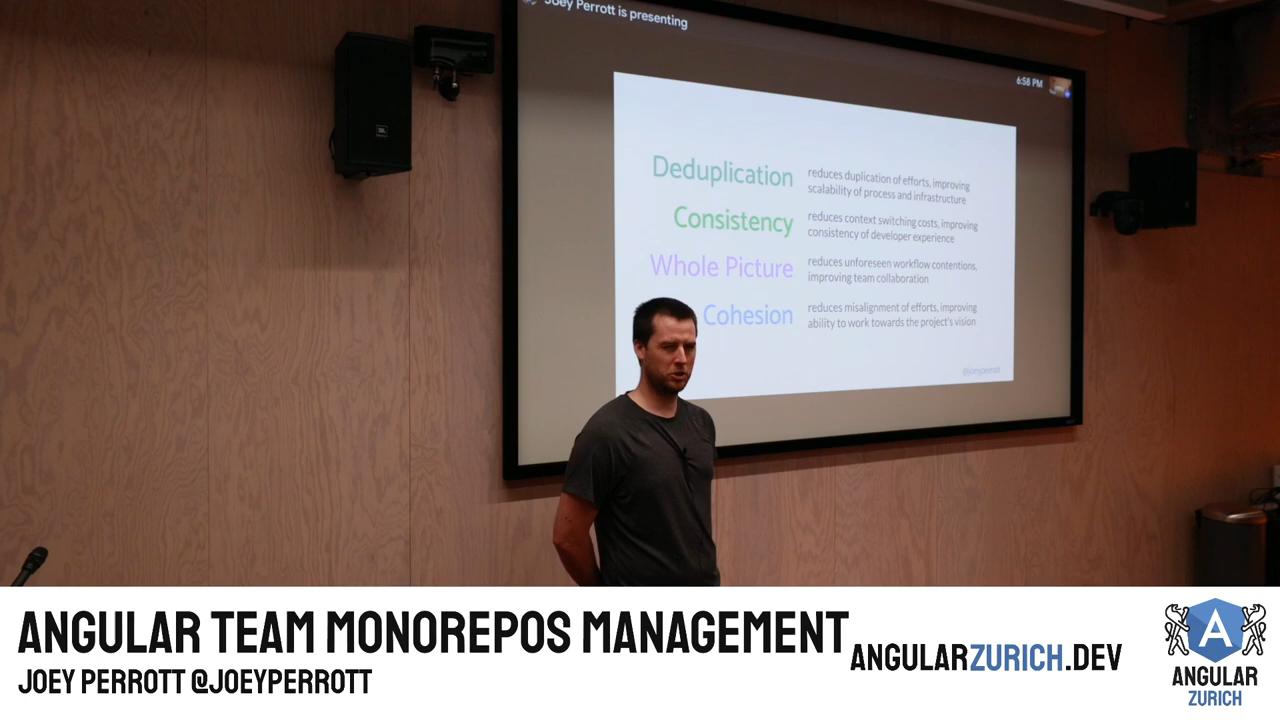 Joey Perrott is presenting
6:58 PM
Deduplication
reduces duplication of efforts, improving
scalability of process and infrastructure
Consistency
reduces context switching costs, improving
consistency of developer experience
Whole Picture
reduces unforeseen workflow contentions,
improving team collaboration
Cohesion
reduces misalignment of efforts, improving
ability to work towards the project's vision
@joeyperrott
JBL
ANGULAR TEAM MONOREPOS MANAGEMENT
JOEY PERROTT @JOEYPERROTT
ANGULARZURICH.DEV
A
ANGULAR
ZURICH